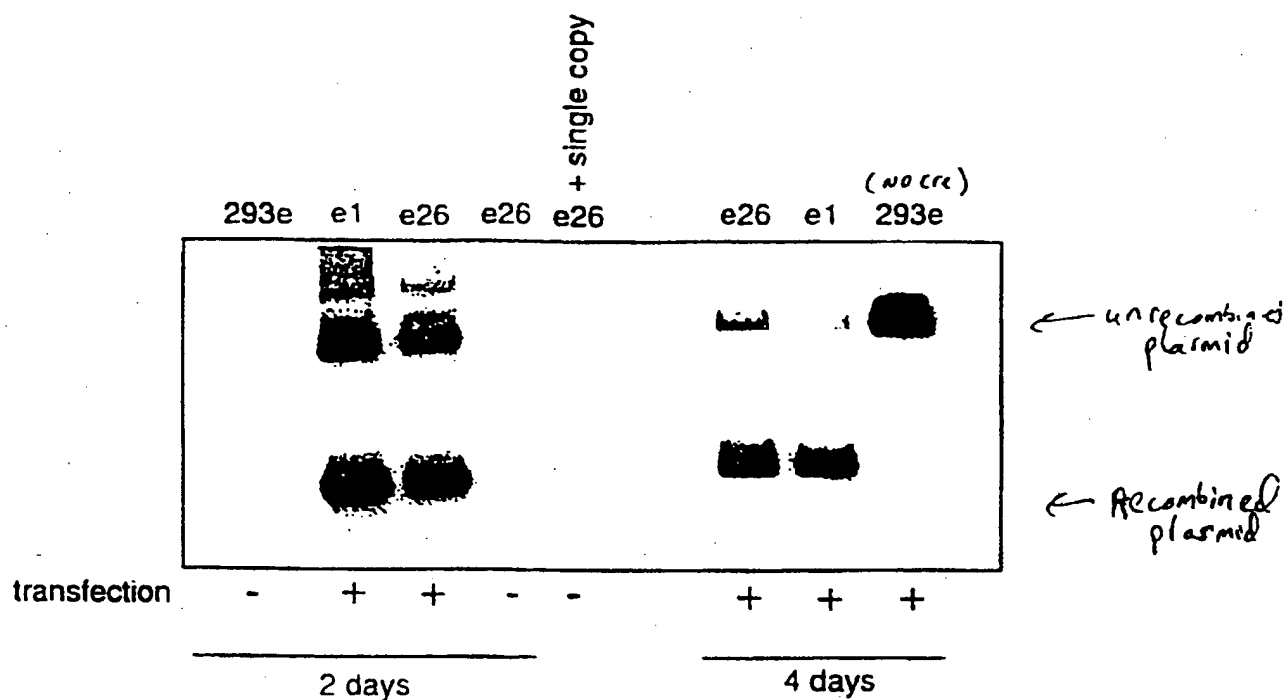 + single copy
(no cre)
293e e1 e26 e26 e26 e26 e1 293e
← unrecombined
plasmid
← Recombined
plasmid
transfection - + + - - + + +
2 days 4 days